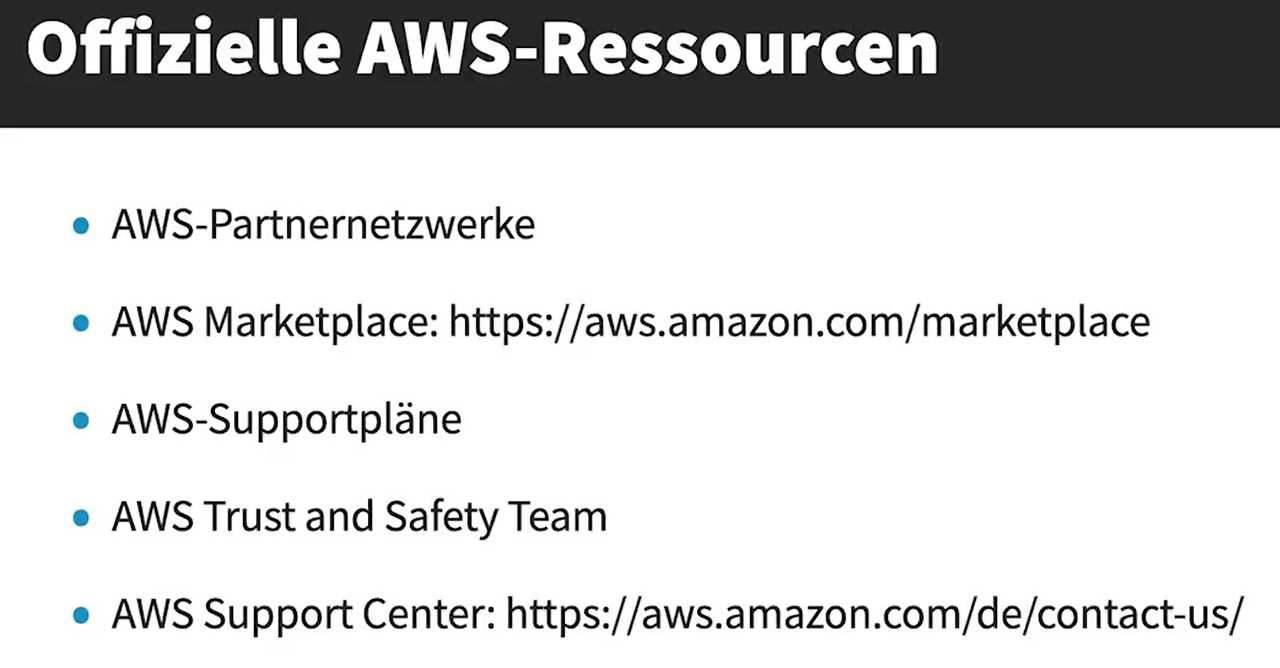 Offizielle AWS-Ressourcen
AWS-Partnernetzwerke
AWS Marketplace: https://aws.amazon.com/marketplace
AWS-Supportpläne
AWS Trust and Safety Team
AWS Support Center: https://aws.amazon.com/de/contact-us/